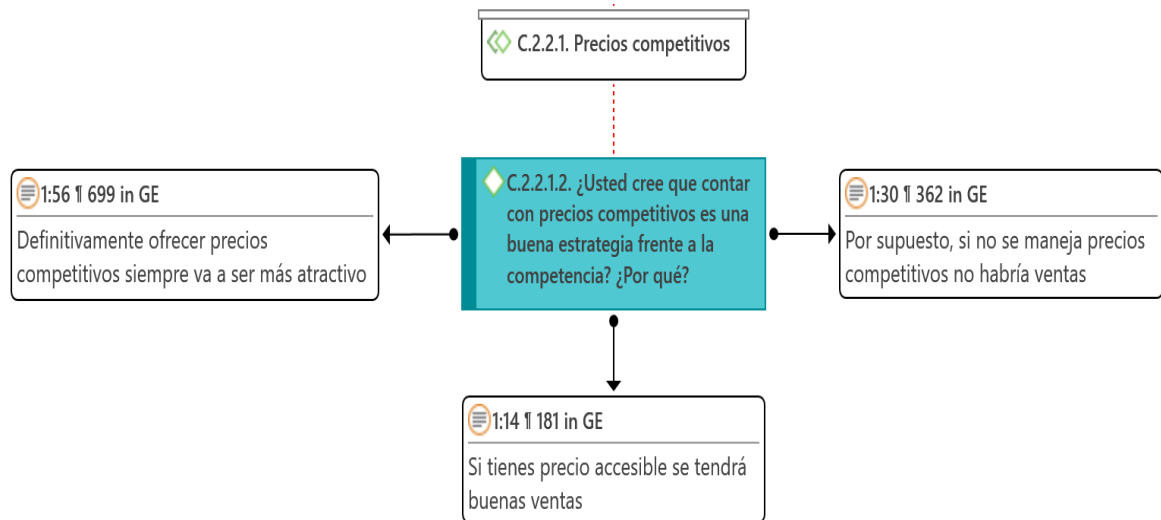 C.2.2.1. Precios competitivos
1:56 ¶ 699 in GE
Definitivamente ofrecer precios
competitivos siempre va a ser más atractivo
C.2.2.1.2. ¿Usted cree que contar
con precios competitivos es una
buena estrategia frente a la
competencia? ¿Por qué?
1:30 ¶ 362 in GE
Por supuesto, si no se maneja precios
competitivos no habría ventas
1:14 ¶ 181 in GE
Si tienes precio accesible se tendrá
buenas ventas